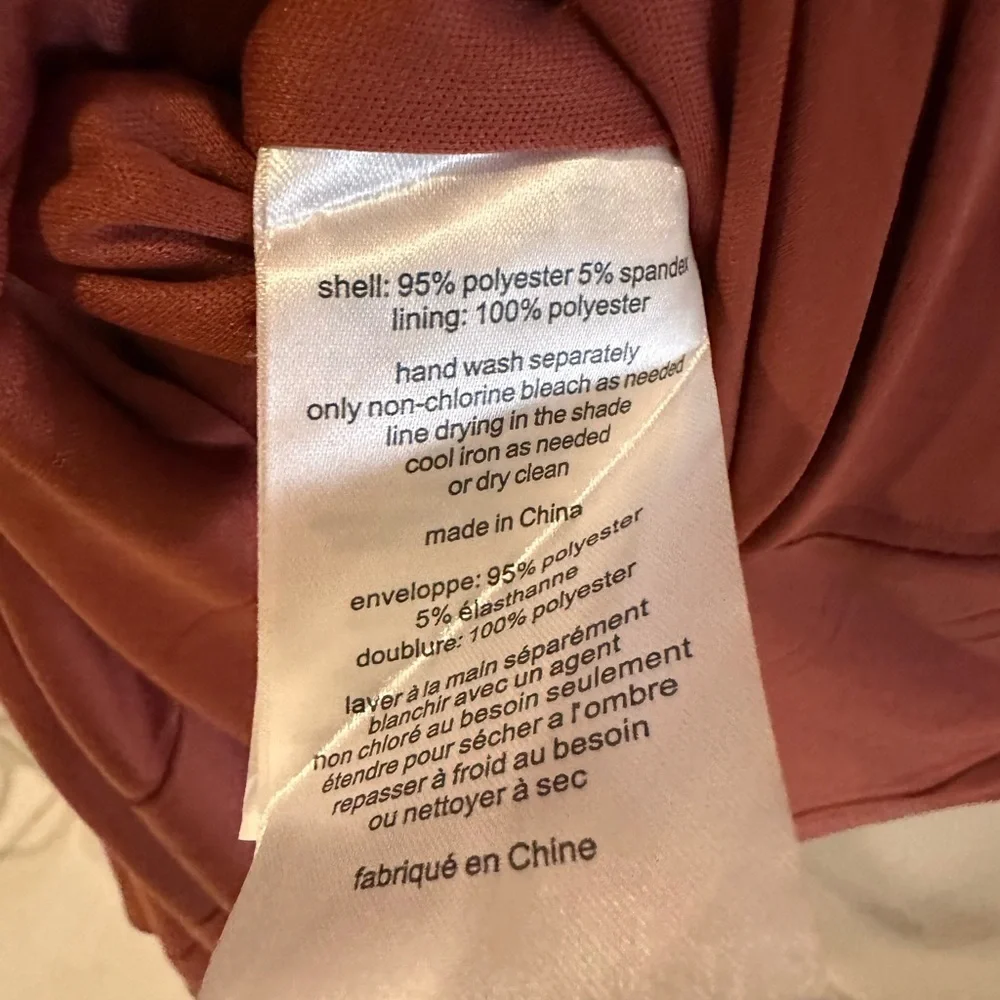 shell: 95% polyester 5% spandex
lining: 100% polyester
hand wash separately
only non-chlorine bleach as needed
line drying in the shade
cool iron as needed
or dry clean
made in China
enveloppe: 95% polyester
5% élasthanne
doublure: 100% polyester
laver à la main séparément
blanchir avec un agent
non chloré au besoin seulement
étendre pour sécher a l'ombre
repasser à froid au besoin
ou nettoyer à sec
fabriqué en Chine